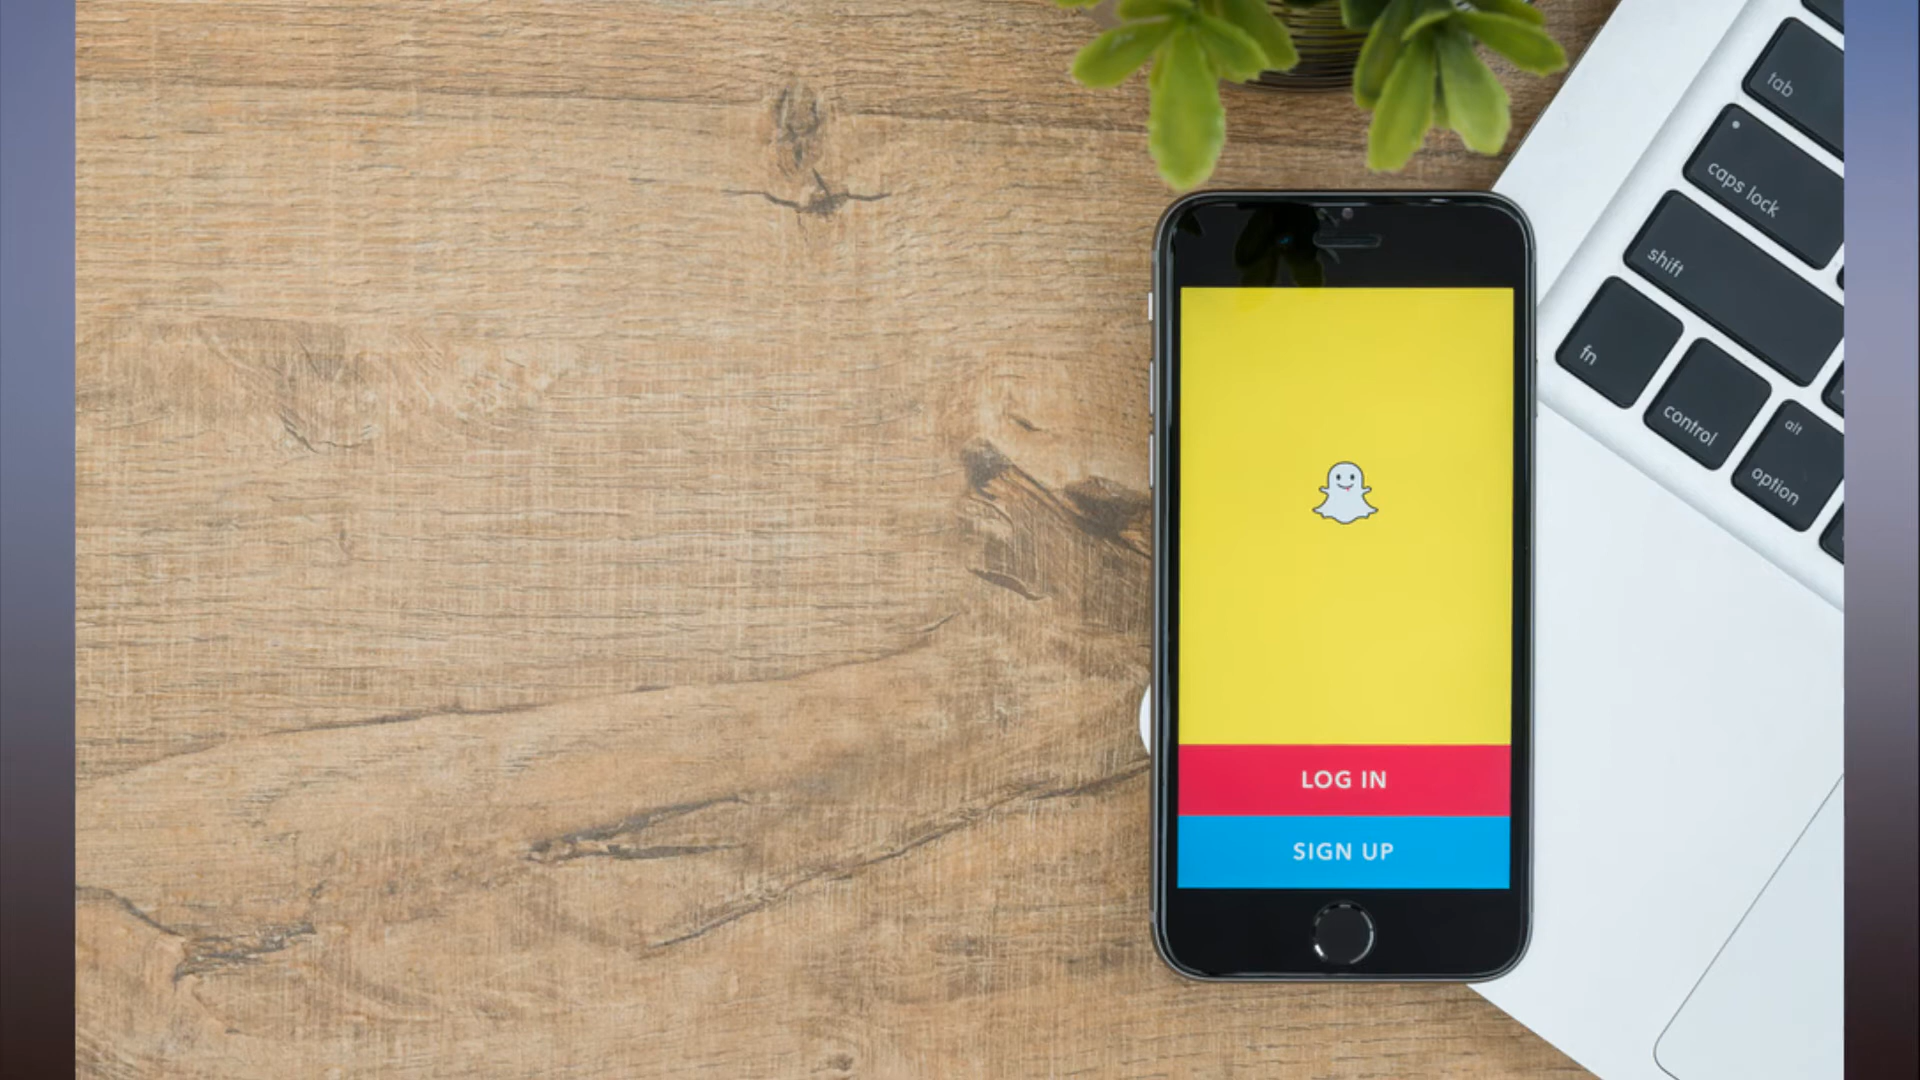 tab
caps lock
shift
fn
control
alt
option
LOG IN
SIGN UP